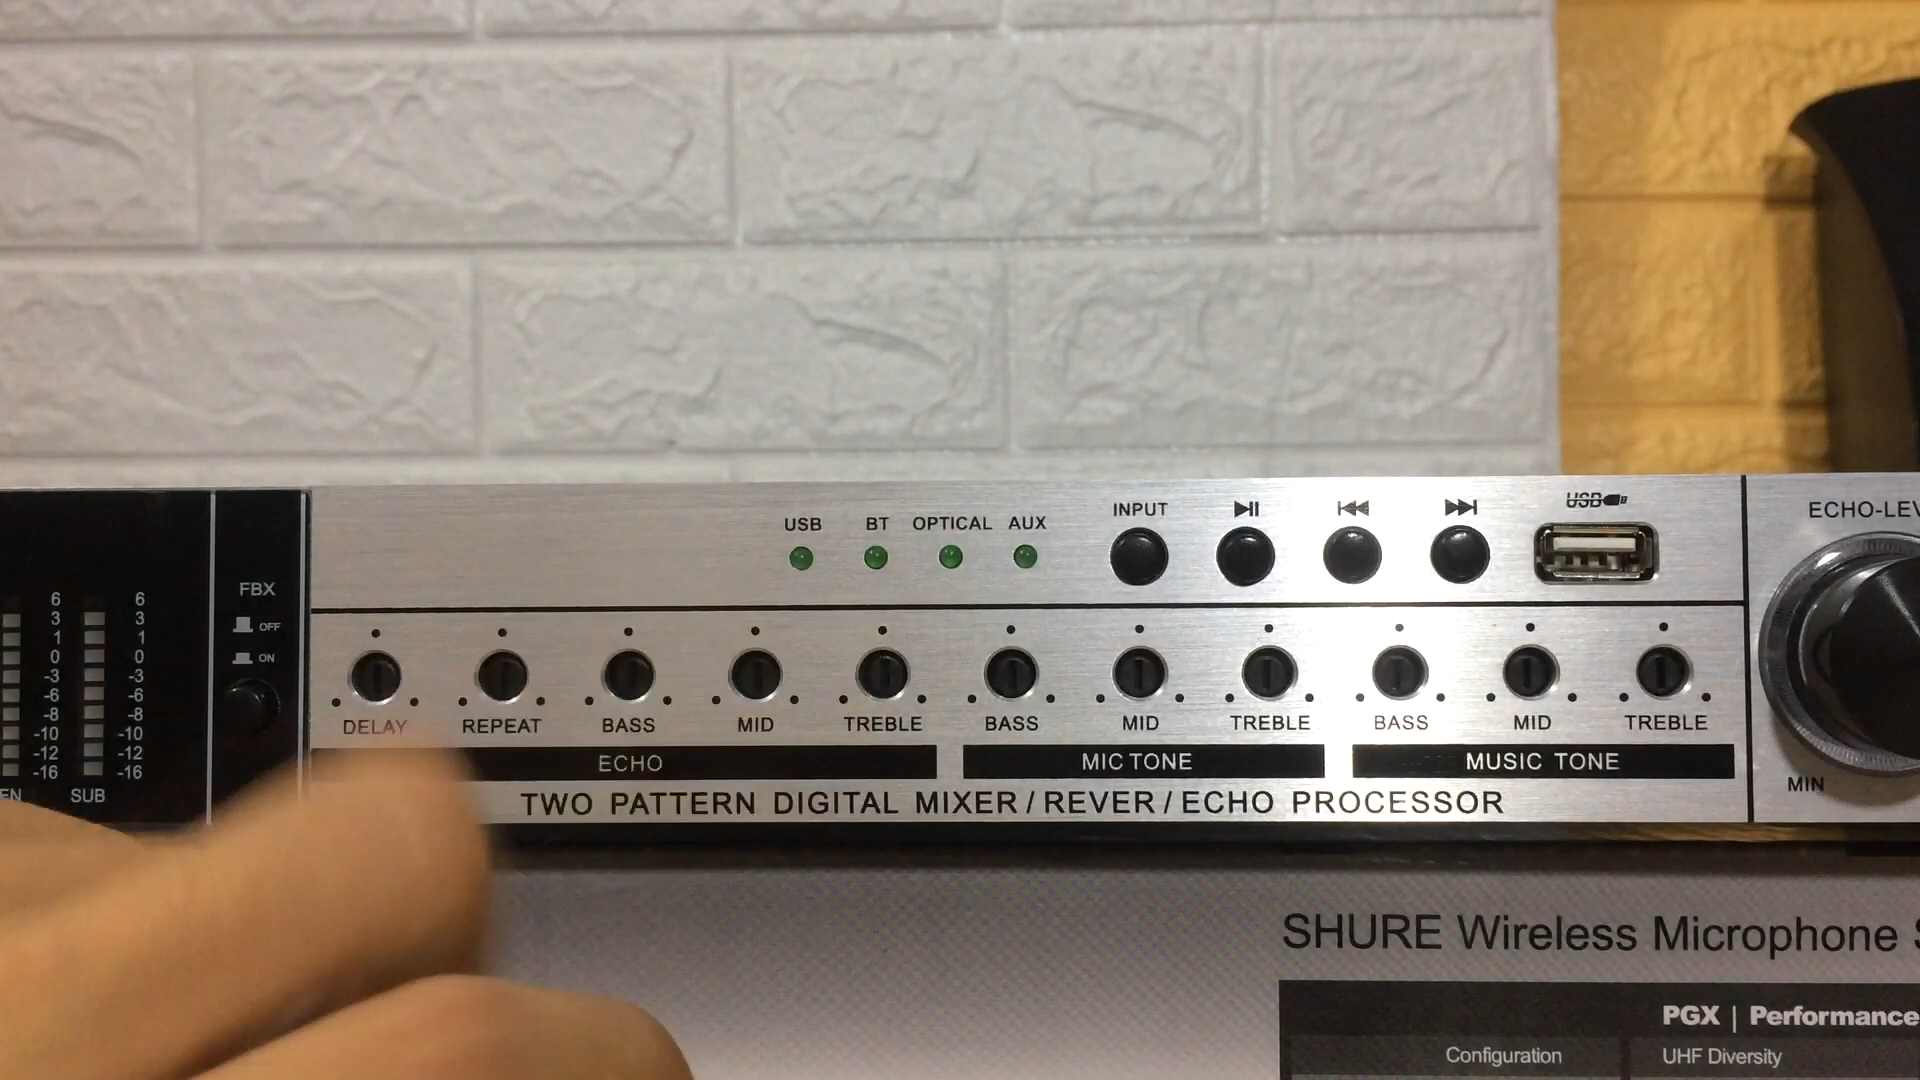 USB BT OPTICAL AUX INPUT USB
ECHO-LEV
FBX
OFF
ON
6 6
3 3
1 1
0 0
-3 -3
-6 -6
-8 -8
-10 -10
-12 -12
-16 -16
EN SUB
DELAY REPEAT BASS MID TREBLE BASS MID TREBLE BASS MID TREBLE
ECHO MIC TONE MUSIC TONE
MIN
TWO PATTERN DIGITAL MIXER / REVER / ECHO PROCESSOR
SHURE Wireless Microphone S
PGX | Performance
Configuration UHF Diversity